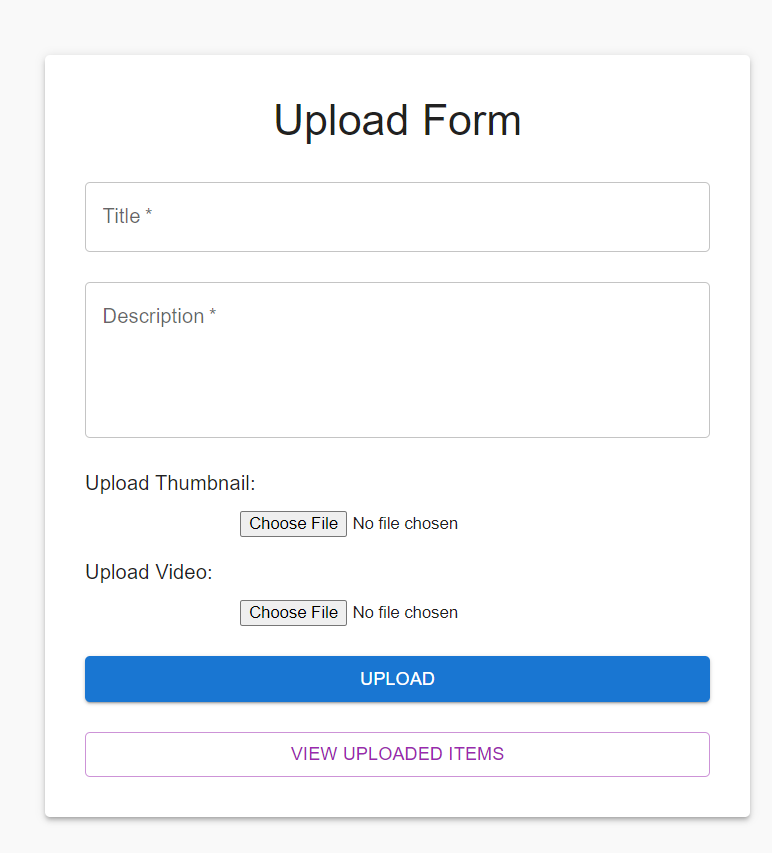 Upload Form
Title *
Description *
Upload Thumbnail:
Choose File No file chosen
Upload Video:
Choose File No file chosen
UPLOAD
VIEW UPLOADED ITEMS